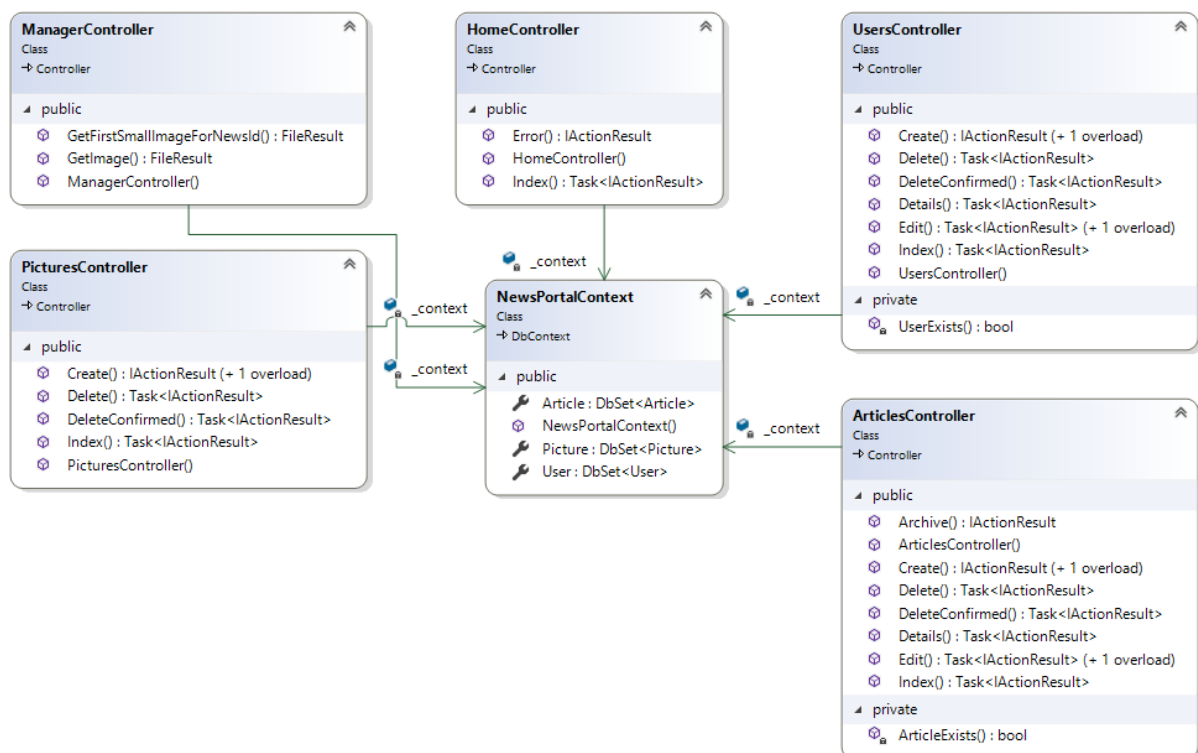 ManagerController
Class
Controller
public
GetFirstSmallImageForNewsId() : FileResult
GetImage() : FileResult
ManagerController()
HomeController
Class
Controller
public
Error() : IActionResult
HomeController()
Index() : Task<IActionResult>
UsersController
Class
Controller
public
Create() : IActionResult (+ 1 overload)
Delete() : Task<IActionResult>
DeleteConfirmed() : Task<IActionResult>
Details() : Task<IActionResult>
Edit() : Task<IActionResult> (+ 1 overload)
Index() : Task<IActionResult>
UsersController()
private
UserExists() : bool
PicturesController
Class
Controller
public
Create() : IActionResult (+ 1 overload)
Delete() : Task<IActionResult>
DeleteConfirmed() : Task<IActionResult>
Index() : Task<IActionResult>
PicturesController()
_context
_context
_context
_context
_context
NewsPortalContext
Class
DbContext
public
Article : DbSet<Article>
NewsPortalContext()
Picture : DbSet<Picture>
User : DbSet<User>
ArticlesController
Class
Controller
public
Archive() : IActionResult
ArticlesController()
Create() : IActionResult (+ 1 overload)
Delete() : Task<IActionResult>
DeleteConfirmed() : Task<IActionResult>
Details() : Task<IActionResult>
Edit() : Task<IActionResult> (+ 1 overload)
Index() : Task<IActionResult>
private
ArticleExists() : bool